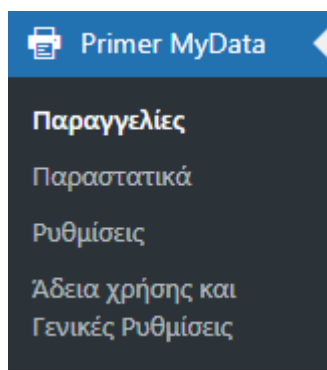 Primer MyData
Παραγγελίες
Παραστατικά
Ρυθμίσεις
Άδεια χρήσης και
Γενικές Ρυθμίσεις